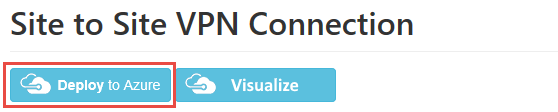 Site to Site VPN Connection
Deploy to Azure Visualize